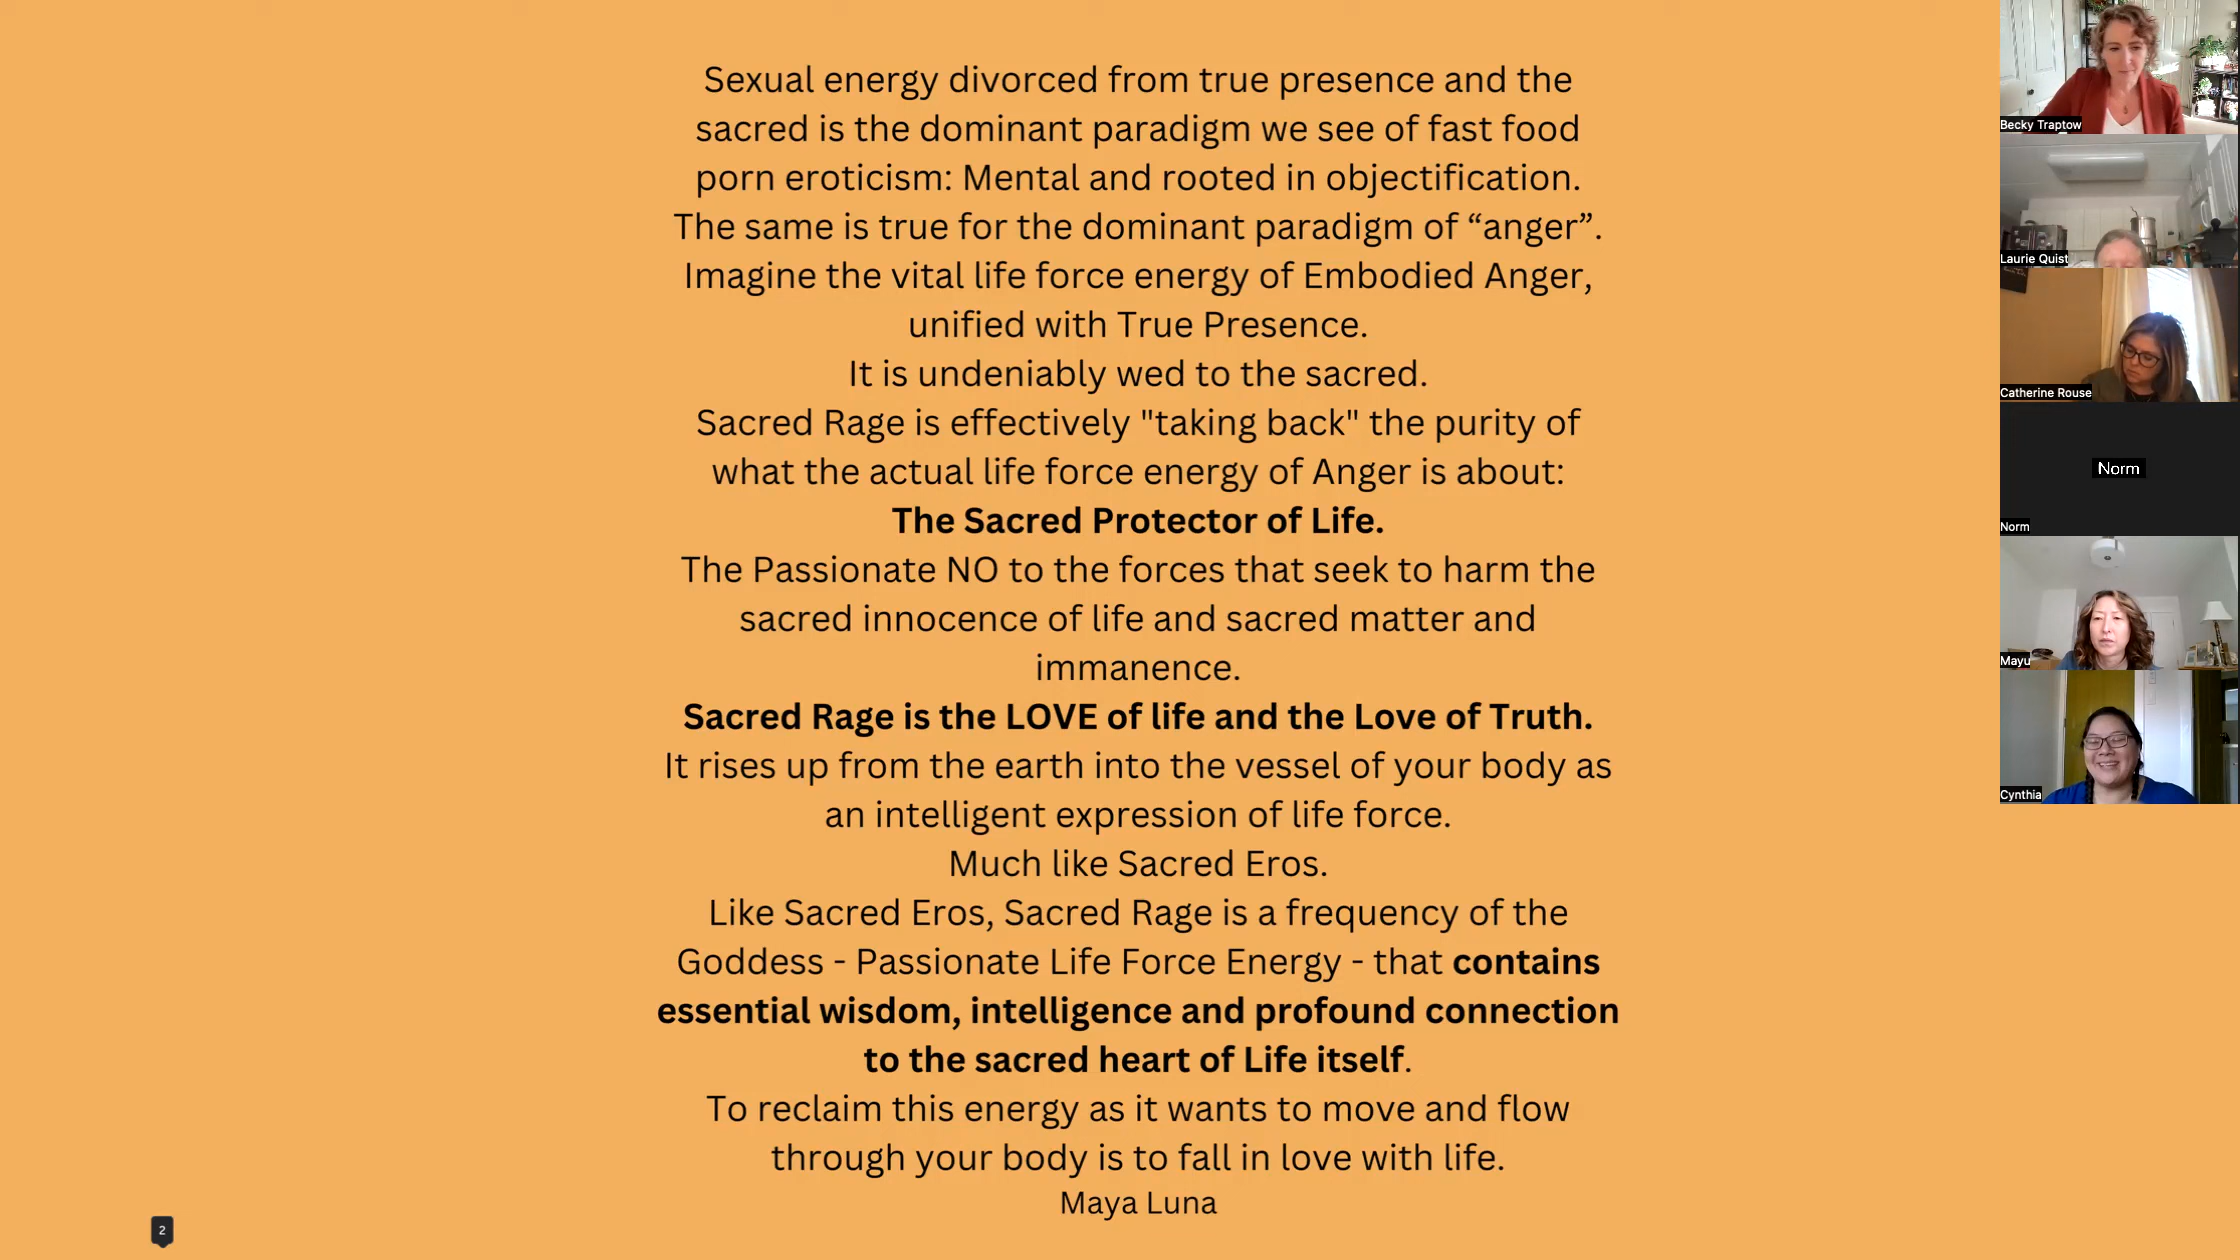 Sexual energy divorced from true presence and the
sacred is the dominant paradigm we see of fast food
porn eroticism: Mental and rooted in objectification.
The same is true for the dominant paradigm of “anger”.
Imagine the vital life force energy of Embodied Anger,
unified with True Presence.
It is undeniably wed to the sacred.
Sacred Rage is effectively "taking back" the purity of
what the actual life force energy of Anger is about:
The Sacred Protector of Life.
The Passionate NO to the forces that seek to harm the
sacred innocence of life and sacred matter and
immanence.
Sacred Rage is the LOVE of life and the Love of Truth.
It rises up from the earth into the vessel of your body as
an intelligent expression of life force.
Much like Sacred Eros.
Like Sacred Eros, Sacred Rage is a frequency of the
Goddess - Passionate Life Force Energy - that contains
essential wisdom, intelligence and profound connection
to the sacred heart of Life itself.
To reclaim this energy as it wants to move and flow
through your body is to fall in love with life.
Maya Luna
2
Becky Traptow
Laurie Quist
Catherine Rouse
Norm
Norm
Mayu
Cynthia